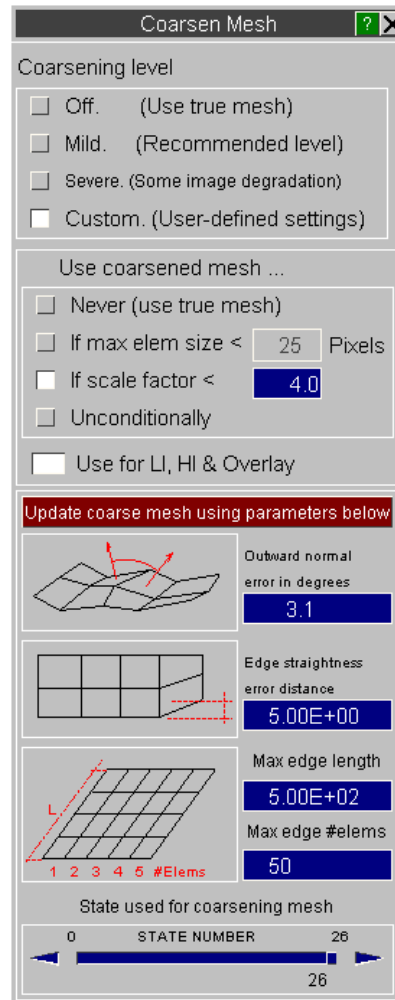 Coarsen Mesh ? X
Coarsening level
Off. (Use true mesh)
Mild. (Recommended level)
Severe. (Some image degradation)
Custom. (User-defined settings)
Use coarsened mesh ...
Never (use true mesh)
If max elem size < 25 Pixels
If scale factor < 4.0
Unconditionally
Use for LI, HI & Overlay
Update coarse mesh using parameters below
Outward normal
error in degrees
3.1
Edge straightness
error distance
5.00E+00
Max edge length
5.00E+02
Max edge #elems
50
L
1 2 3 4 5 #Elems
State used for coarsening mesh
0 STATE NUMBER 26
26